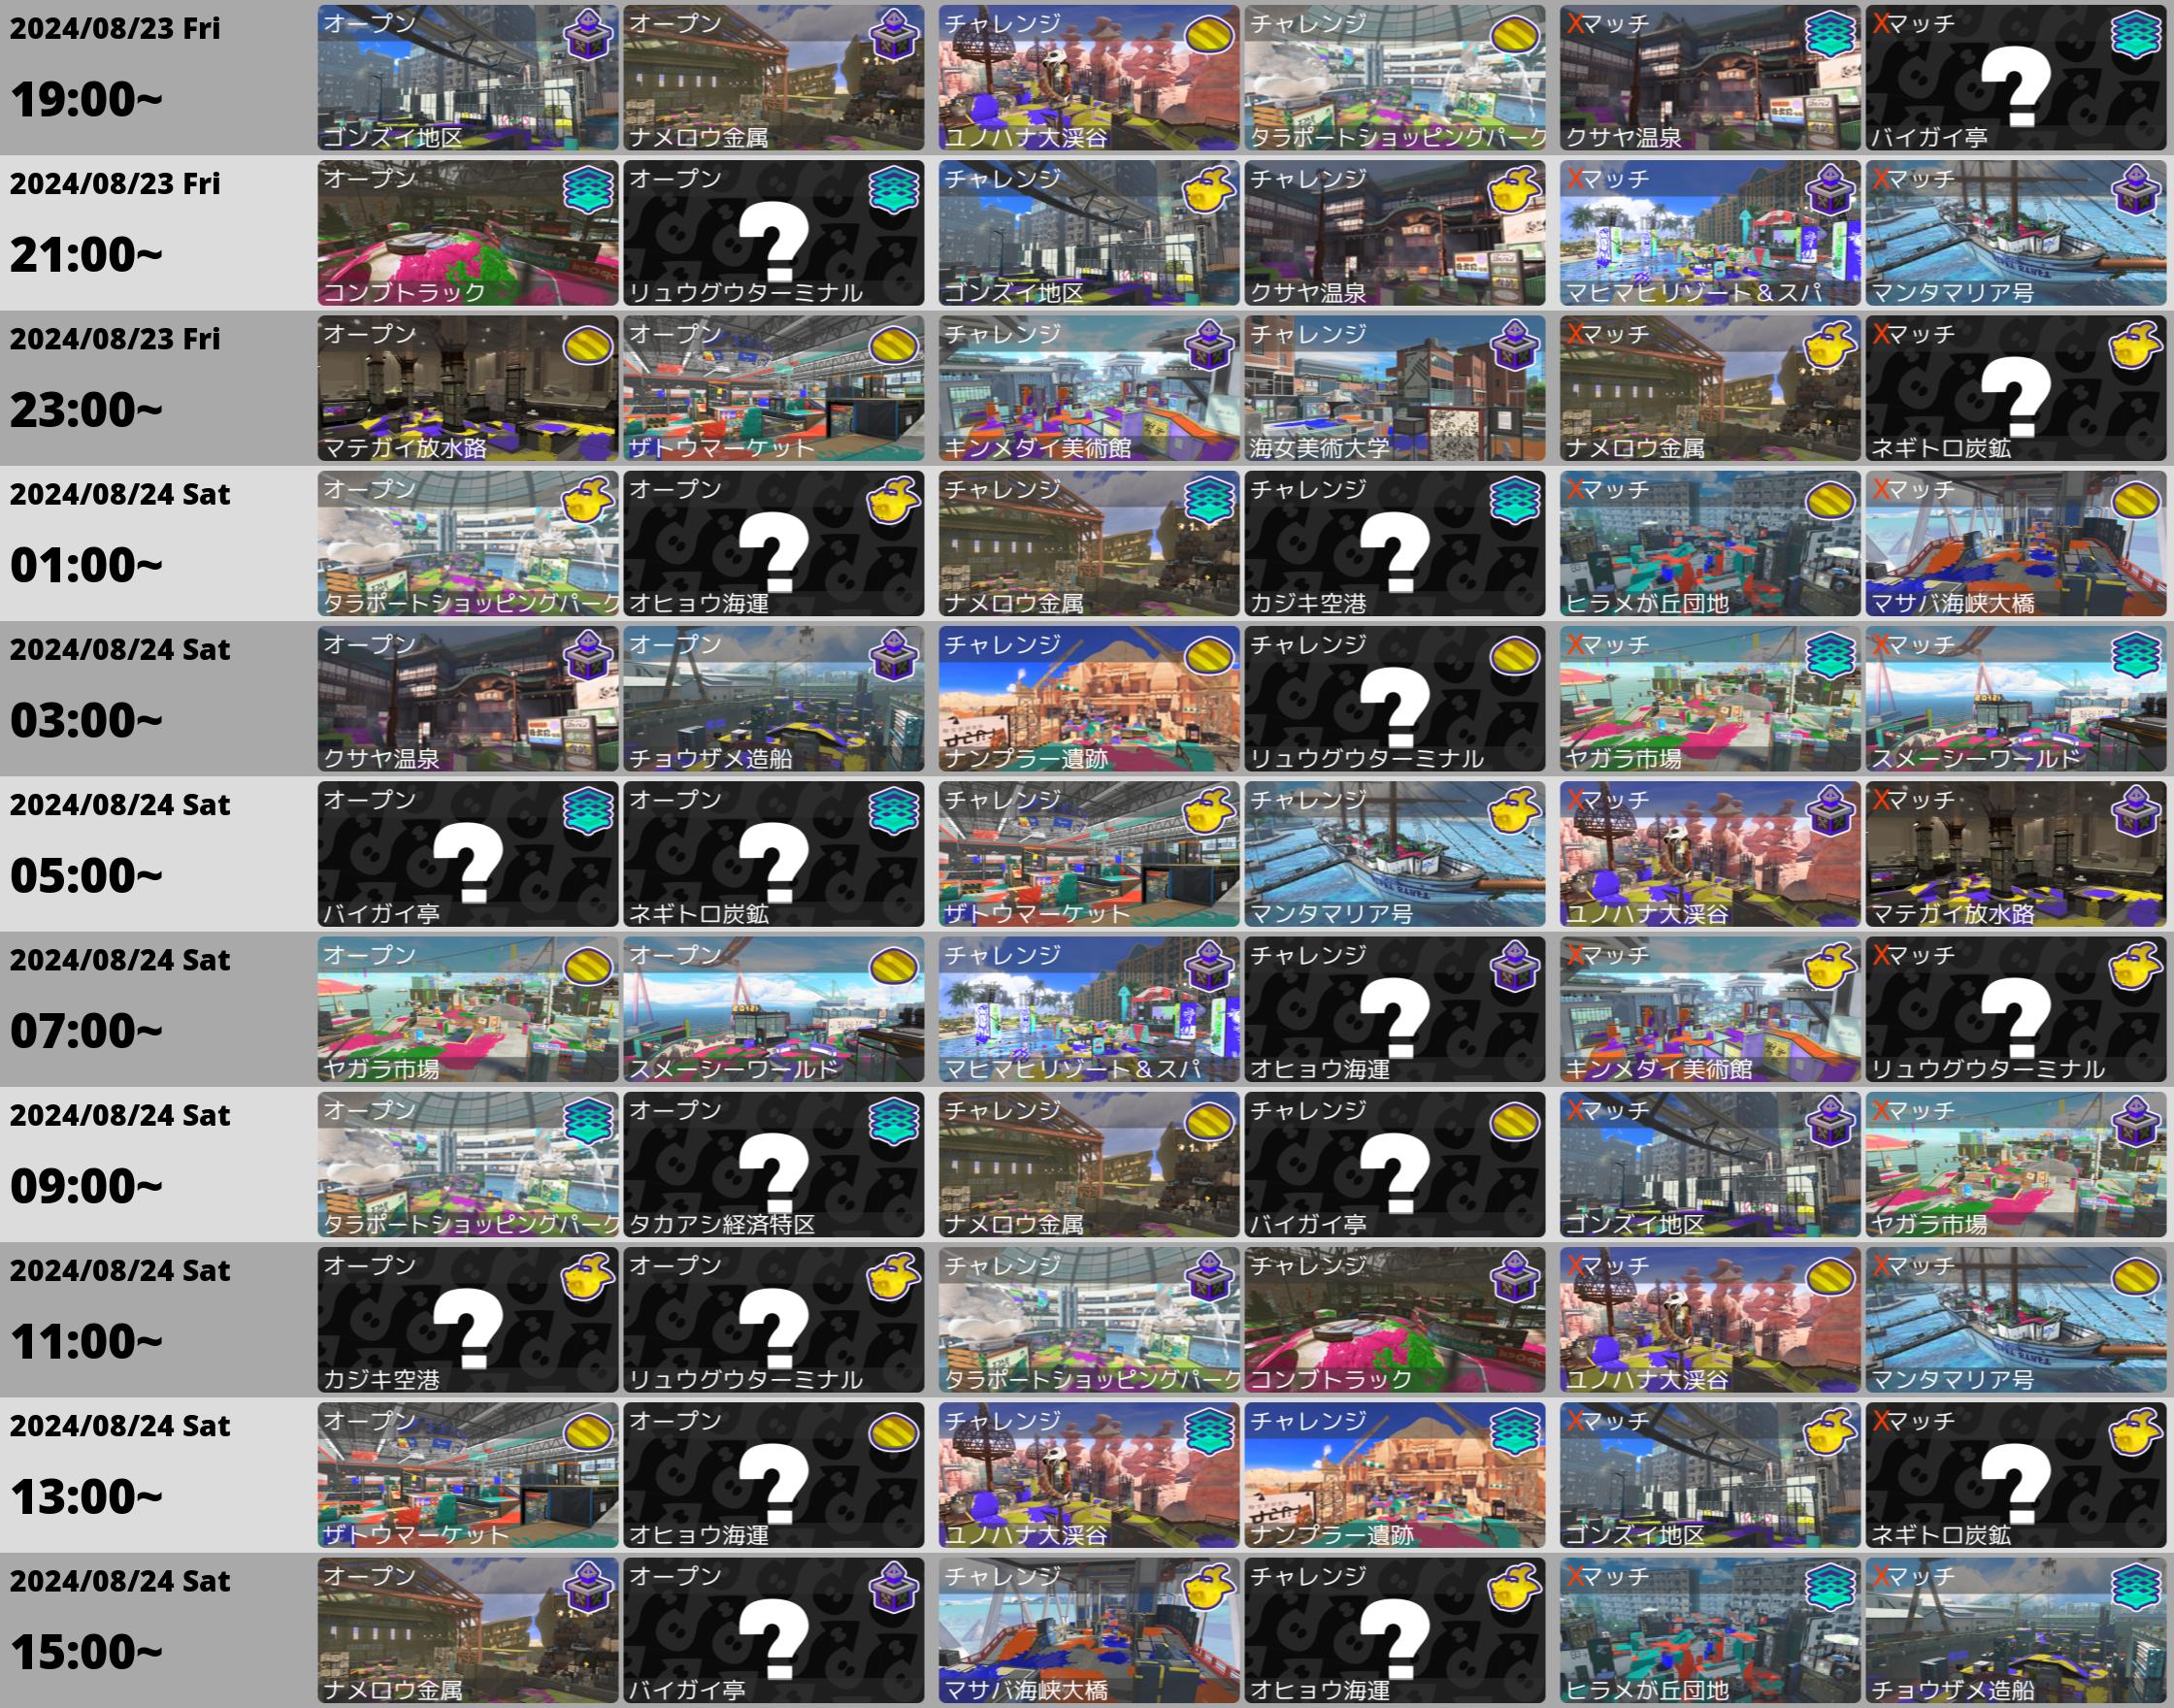 2024/08/23 Fri
19:00~
オープン
ゴンズイ地区
オープン
ナメロウ金属
チャレンジ
ユノハナ大渓谷
チャレンジ
タラポートショッピングパーク
Xマッチ
クサヤ温泉
Xマッチ
バイガイ亭
2024/08/23 Fri
21:00~
オープン
コンブトラック
オープン
リュウグウターミナル
チャレンジ
ゴンズイ地区
チャレンジ
クサヤ温泉
Xマッチ
マヒマヒリゾート&スパ
Xマッチ
マンタマリア号
2024/08/23 Fri
23:00~
オープン
マテガイ放水路
オープン
ザトウマーケット
チャレンジ
キンメダイ美術館
チャレンジ
海女美術大学
Xマッチ
ナメロウ金属
Xマッチ
ネギトロ炭鉱
2024/08/24 Sat
01:00~
オープン
タラポートショッピングパーク
オープン
オヒョウ海運
チャレンジ
ナメロウ金属
チャレンジ
カジキ空港
Xマッチ
ヒラメが丘団地
Xマッチ
マサバ海峡大橋
2024/08/24 Sat
03:00~
オープン
クサヤ温泉
オープン
チョウザメ造船
チャレンジ
ナンプラー遺跡
チャレンジ
リュウグウターミナル
Xマッチ
ヤガラ市場
Xマッチ
スメーシーワールド
2024/08/24 Sat
05:00~
オープン
バイガイ亭
オープン
ネギトロ炭鉱
チャレンジ
ザトウマーケット
チャレンジ
マンタマリア号
Xマッチ
ユノハナ大渓谷
Xマッチ
マテガイ放水路
2024/08/24 Sat
07:00~
オープン
ヤガラ市場
オープン
スメーシーワールド
チャレンジ
マヒマヒリゾート&スパ
チャレンジ
オヒョウ海運
Xマッチ
キンメダイ美術館
Xマッチ
リュウグウターミナル
2024/08/24 Sat
09:00~
オープン
タラポートショッピングパーク
オープン
タカアシ経済特区
チャレンジ
ナメロウ金属
チャレンジ
バイガイ亭
Xマッチ
ゴンズイ地区
Xマッチ
ヤガラ市場
2024/08/24 Sat
11:00~
オープン
カジキ空港
オープン
リュウグウターミナル
チャレンジ
タラポートショッピングパーク
チャレンジ
コンブトラック
Xマッチ
ユノハナ大渓谷
Xマッチ
マンタマリア号
2024/08/24 Sat
13:00~
オープン
ザトウマーケット
オープン
オヒョウ海運
チャレンジ
ユノハナ大渓谷
チャレンジ
ナンプラー遺跡
Xマッチ
ゴンズイ地区
Xマッチ
ネギトロ炭鉱
2024/08/24 Sat
15:00~
オープン
ナメロウ金属
オープン
バイガイ亭
チャレンジ
マサバ海峡大橋
チャレンジ
オヒョウ海運
Xマッチ
ヒラメが丘団地
Xマッチ
チョウザメ造船